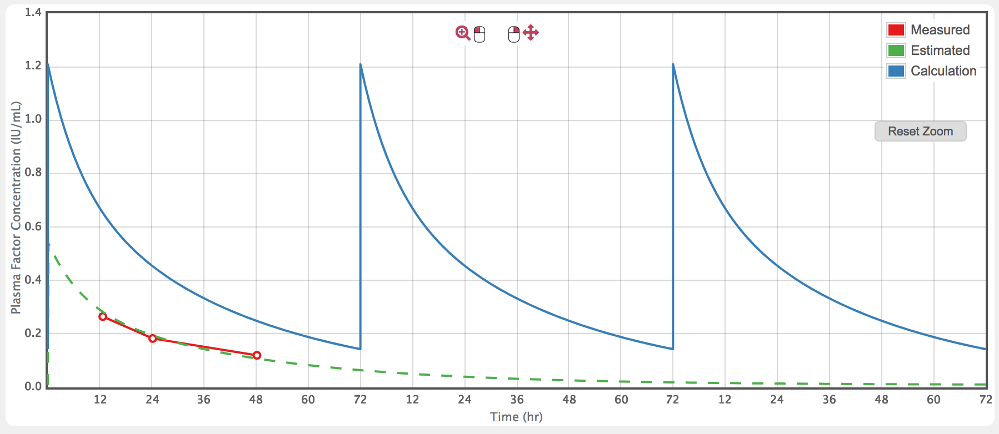 1.4
1.2
1.0
0.8
0.6
0.4
0.2
0.0
Plasma Factor Concentration (IU/mL)
Measured
Estimated
Calculation
Reset Zoom
12 24 36 48 60 72 12 24 36 48 60 72 12 24 36 48 60 72
Time (hr)